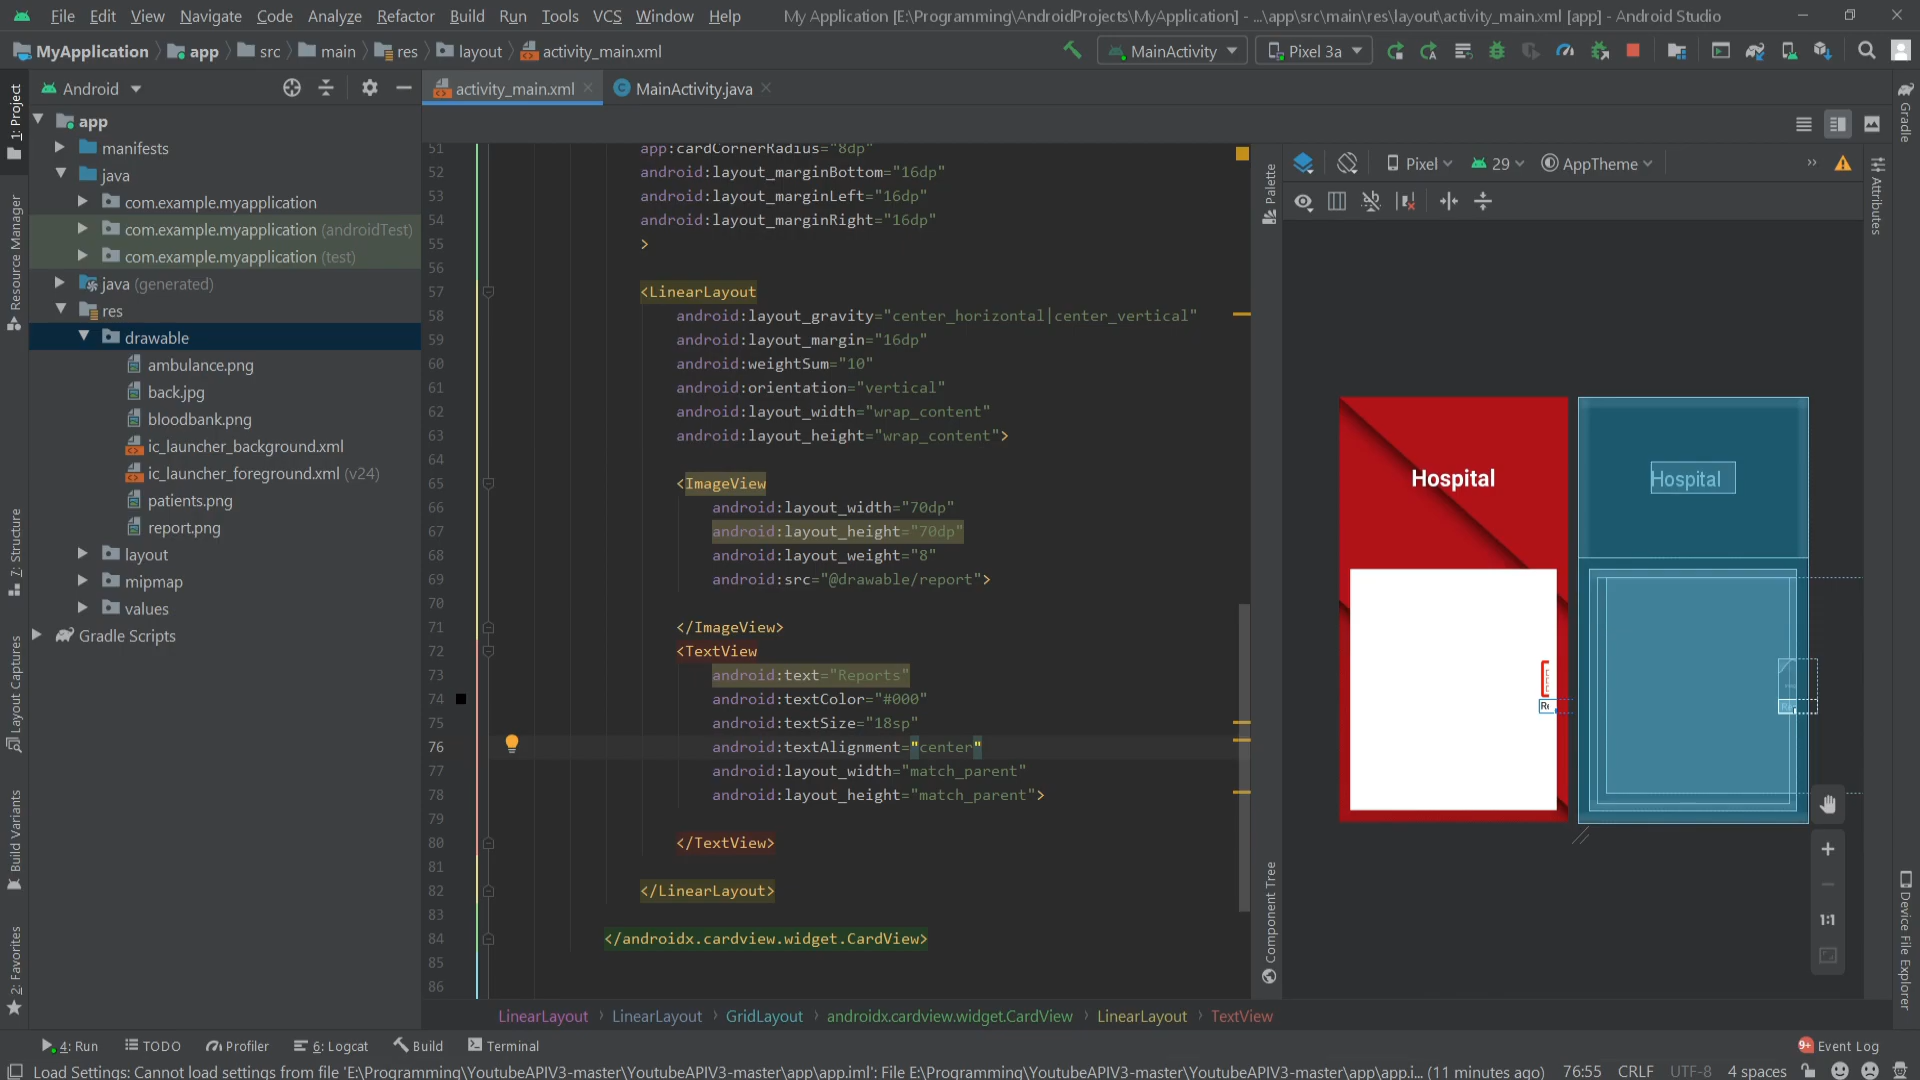 File Edit View Navigate Code Analyze Refactor Build Run Tools VCS Window Help My Application [E:\Programming\AndroidProjects\MyApplication] - ...\app\src\main\res\layout\activity_main.xml [app] - Android Studio
MyApplication app src main res layout activity_main.xml MainActivity Pixel 3a
Android activity_main.xml MainActivity.java
1: Project
Resource Manager
Z: Structure
Layout Captures
Build Variants
2: Favorites
app
manifests
java
com.example.myapplication
com.example.myapplication (androidTest)
com.example.myapplication (test)
java (generated)
res
drawable
ambulance.png
back.jpg
bloodbank.png
ic_launcher_background.xml
ic_launcher_foreground.xml (v24)
patients.png
report.png
layout
mipmap
values
Gradle Scripts
51 app:cardCornerRadius="8dp"
52 android:layout_marginBottom="16dp"
53 android:layout_marginLeft="16dp"
54 android:layout_marginRight="16dp"
55 >
56
57 <LinearLayout
58 android:layout_gravity="center_horizontal|center_vertical"
59 android:layout_margin="16dp"
60 android:weightSum="10"
61 android:orientation="vertical"
62 android:layout_width="wrap_content"
63 android:layout_height="wrap_content">
64
65 <ImageView
66 android:layout_width="70dp"
67 android:layout_height="70dp"
68 android:layout_weight="8"
69 android:src="@drawable/report">
70
71 </ImageView>
72 <TextView
73 android:text="Reports"
74 android:textColor="#000"
75 android:textSize="18sp"
76 android:textAlignment="center"
77 android:layout_width="match_parent"
78 android:layout_height="match_parent">
79
80 </TextView>
81
82 </LinearLayout>
83
84 </androidx.cardview.widget.CardView>
85
86
LinearLayout LinearLayout GridLayout androidx.cardview.widget.CardView LinearLayout TextView
Palette
Component Tree
Pixel 29 AppTheme
Hospital
Re
Hospital
Re
1:1
Gradle
Attributes
Device File Explorer
4: Run TODO Profiler 6: Logcat Build Terminal 9+ Event Log
Load Settings: Cannot load settings from file 'E:\Programming\YoutubeAPIV3-master\YoutubeAPIV3-master\app\app.iml': File E:\Programming\YoutubeAPIV3-master\YoutubeAPIV3-master\app\app.i... (11 minutes ago) 76:55 CRLF UTF-8 4 spaces